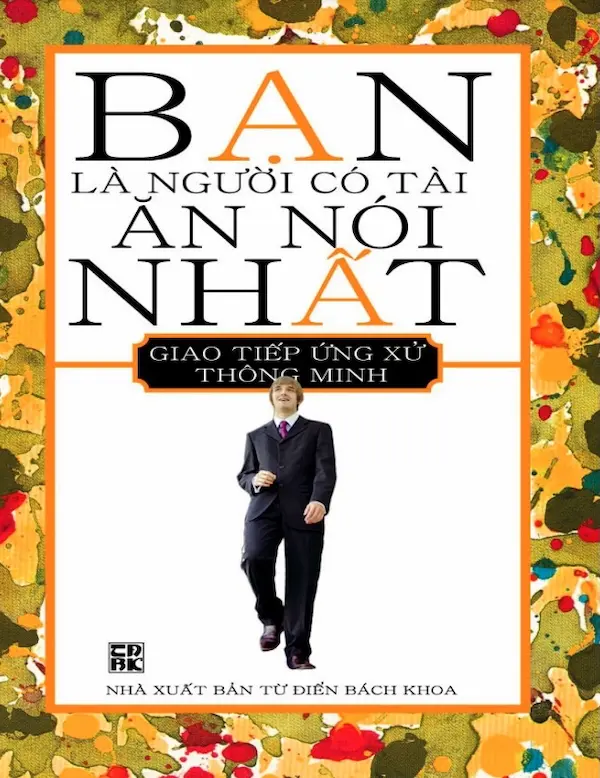 BẠN
LÀ NGƯỜI CÓ TÀI
ĂN NÓI
NHẤT
GIAO TIẾP ỨNG XỬ
THÔNG MINH
TĐBK
NHÀ XUẤT BẢN TỪ ĐIỂN BÁCH KHOA